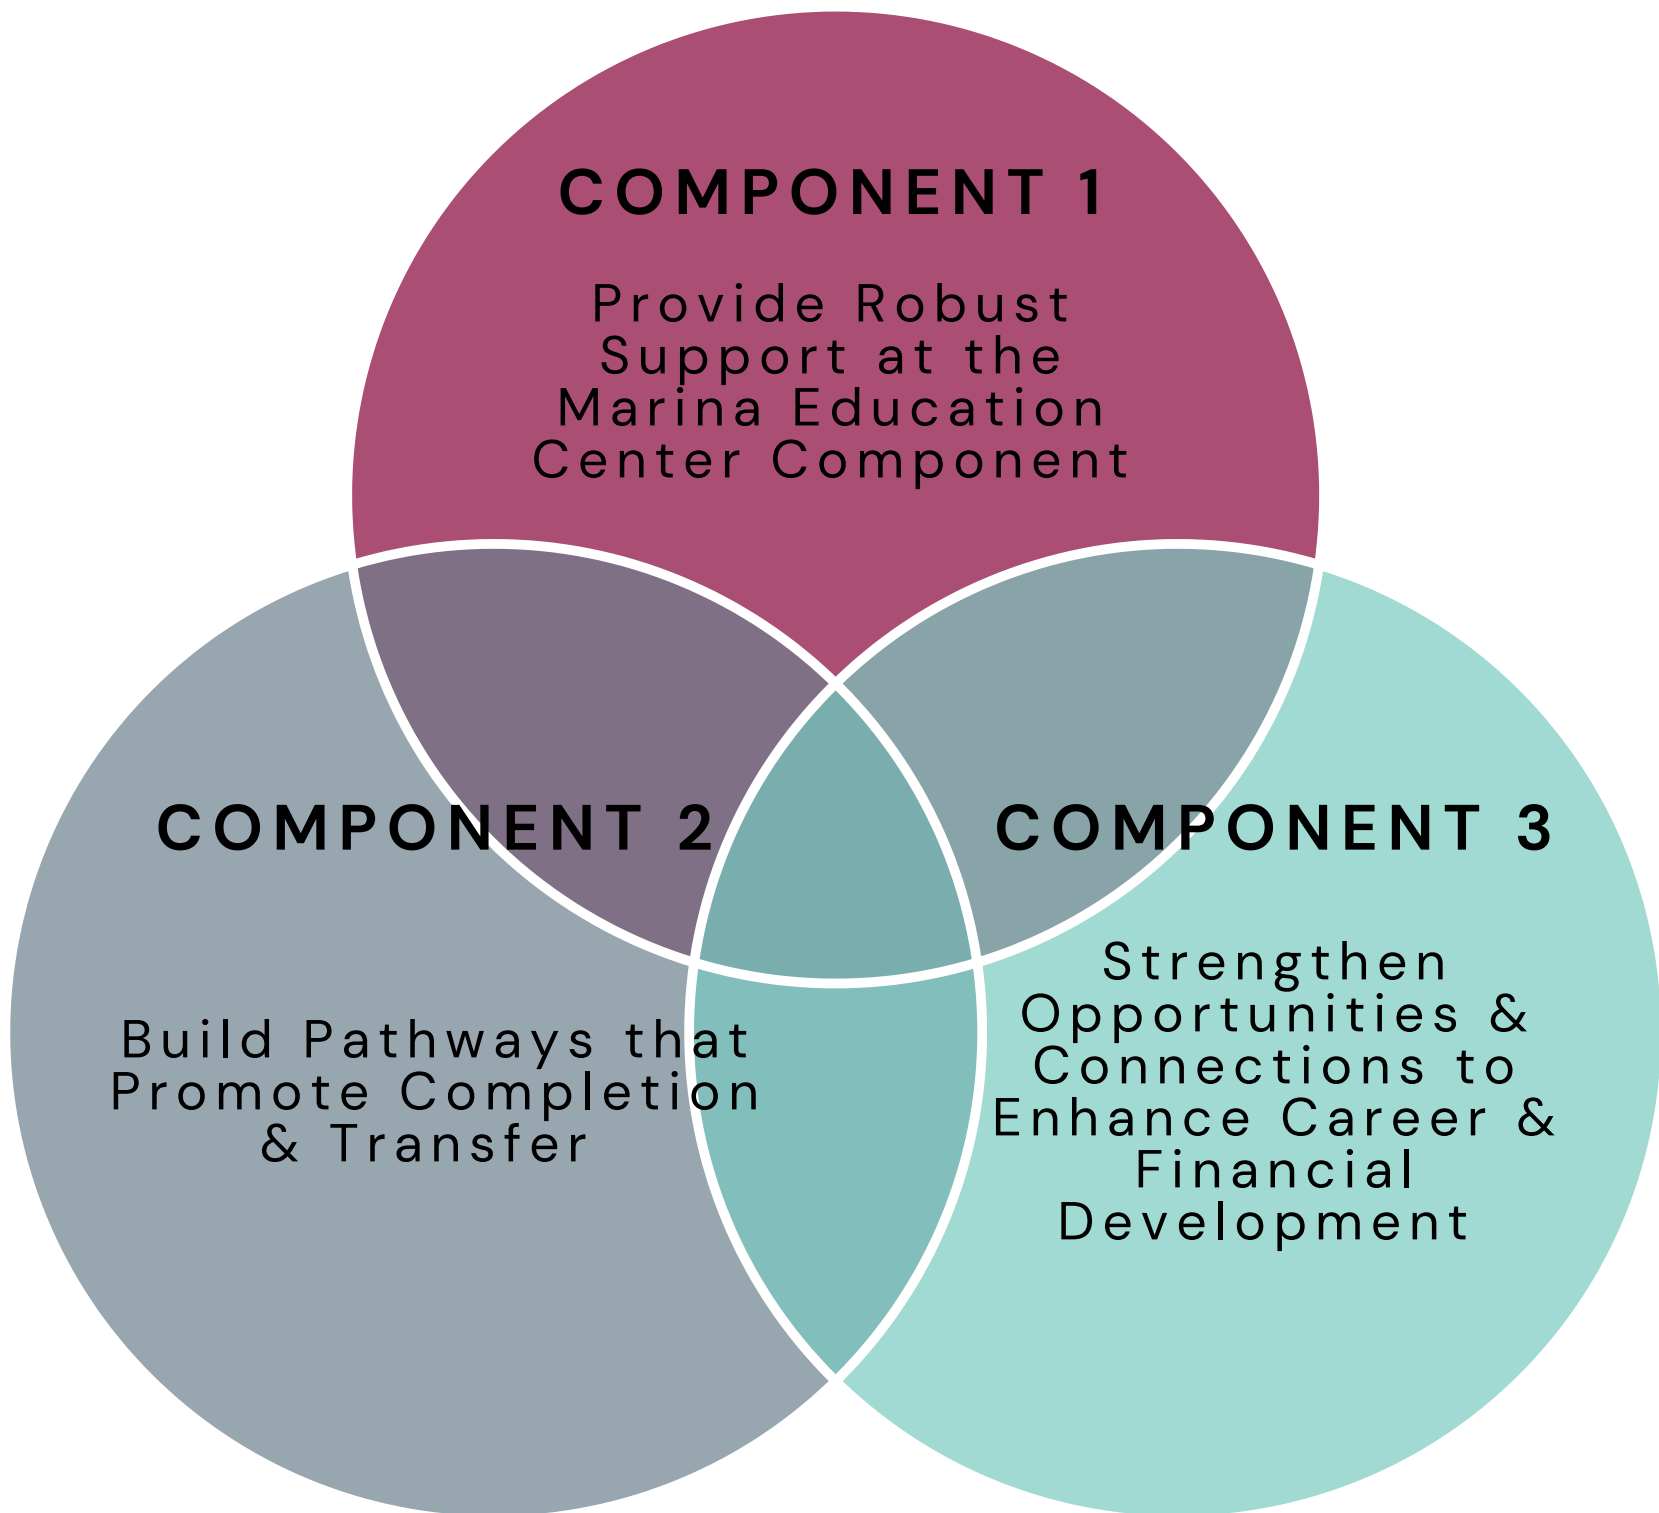 COMPONENT 1
Provide Robust
Support at the
Marina Education
Center Component
COMPONENT 2
Build Pathways that
Promote Completion
& Transfer
COMPONENT 3
Strengthen
Opportunities &
Connections to
Enhance Career &
Financial
Development